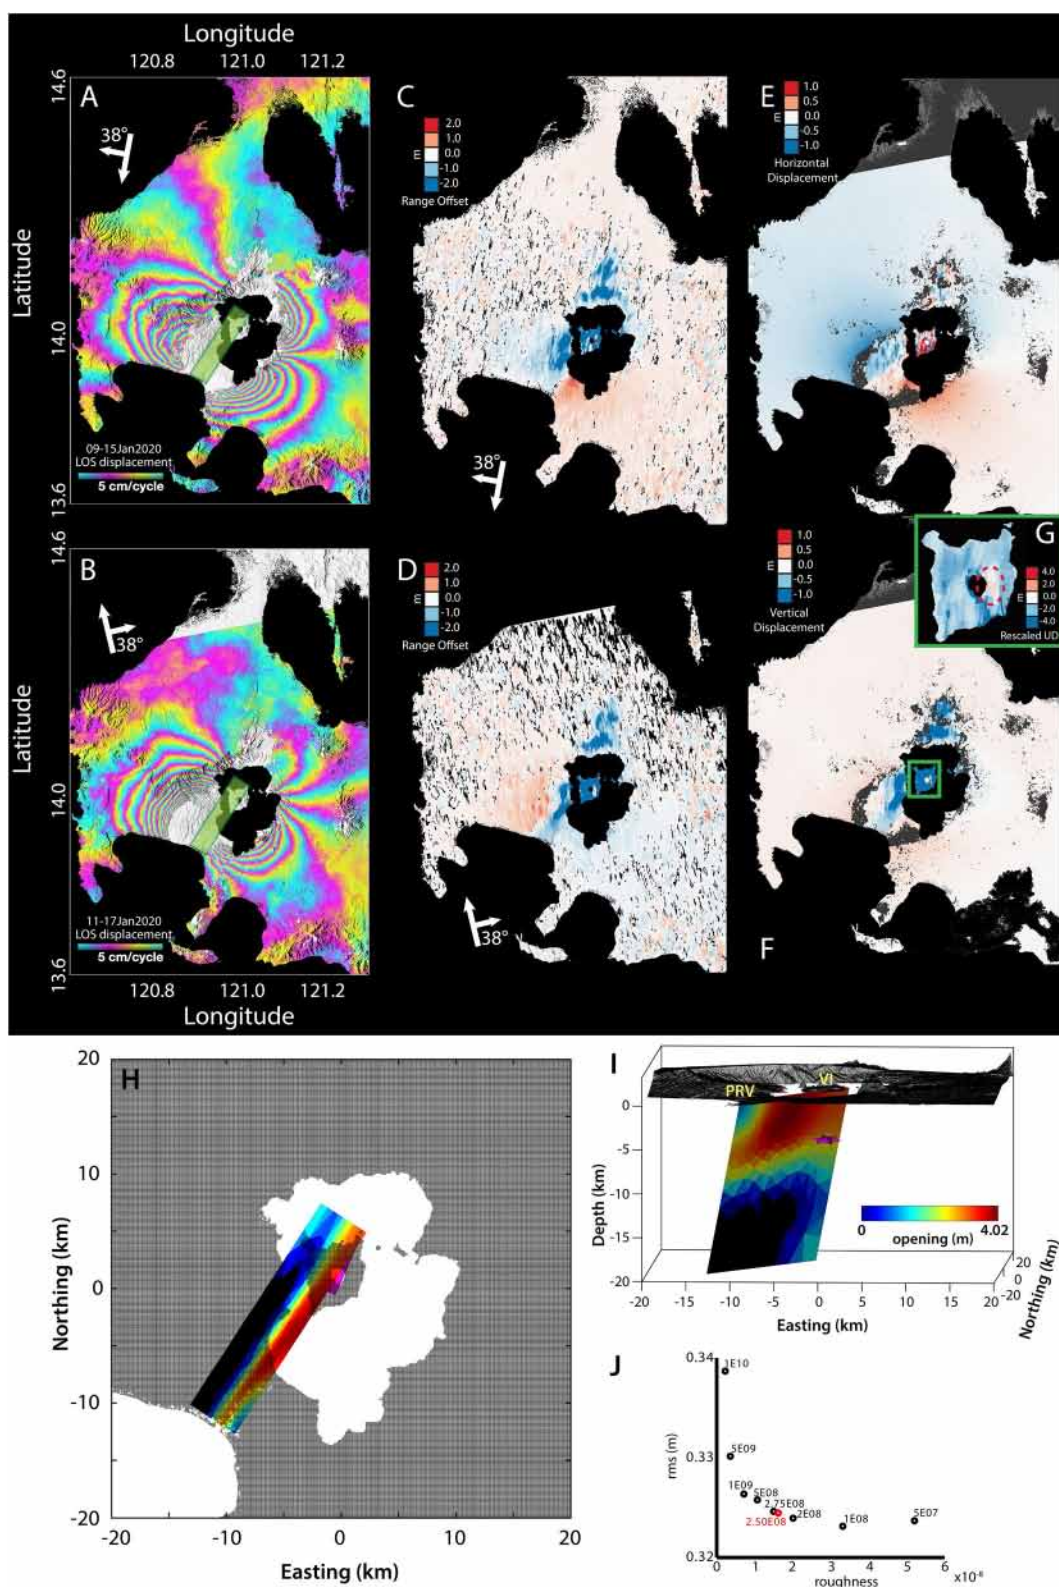 Longitude
120.8 121.0 121.2
14.6
14.0
13.6
Latitude
A
38°
09-15Jan2020
LOS displacement
5 cm/cycle
C
2.0
1.0
0.0
-1.0
-2.0
m
Range Offset
38°
E
1.0
0.5
0.0
-0.5
-1.0
m
Horizontal
Displacement
14.6
14.0
13.6
Latitude
B
38°
11-17Jan2020
LOS displacement
5 cm/cycle
120.8 121.0 121.2
Longitude
D
2.0
1.0
0.0
-1.0
-2.0
m
Range Offset
38°
1.0
0.5
0.0
-0.5
-1.0
m
Vertical
Displacement
G
4.0
2.0
0.0
-2.0
-4.0
m
Rescaled UD
F
H
20
10
0
-10
-20
Northing (km)
-20 -10 0 10 20
Easting (km)
I
PRV
VI
0
-5
-10
-15
-20
Depth (km)
0 4.02
opening (m)
20
0
-20
Northing (km)
-20 -15 -10 -5 0 5 10 15 20
Easting (km)
J
0.34
0.33
0.32
rms (m)
1E10
5E09
1E09
5E08
2.75E08
2.50E08
2E08
1E08
5E07
0 1 2 3 4 5 6
roughness